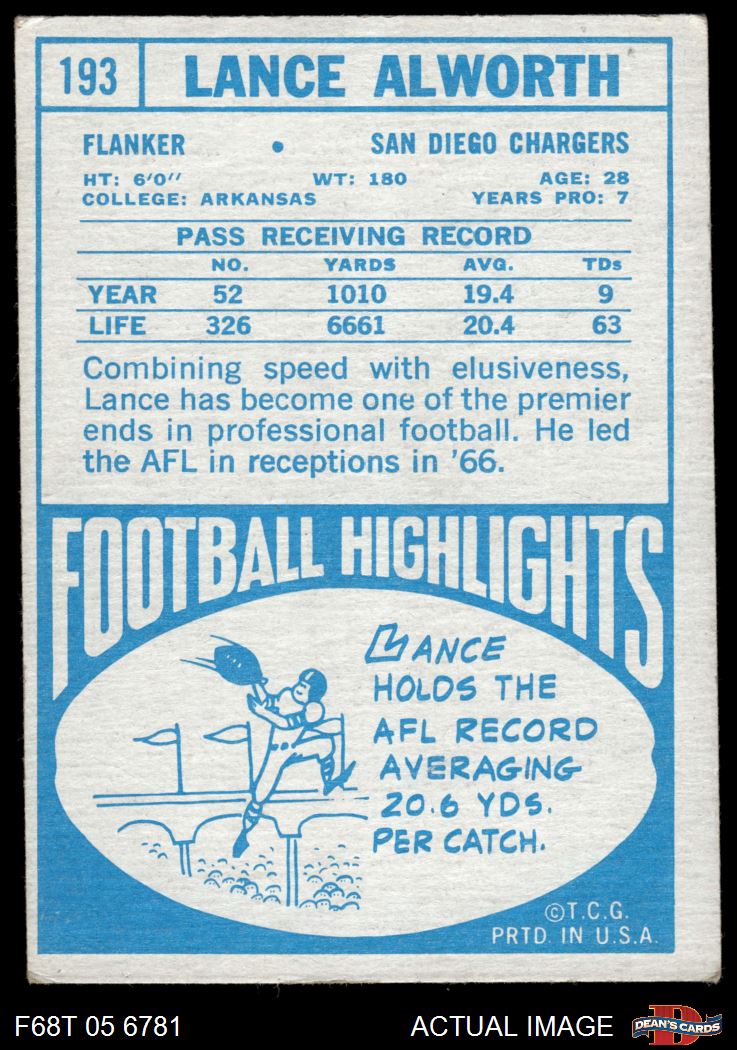 193 LANCE ALWORTH
FLANKER • SAN DIEGO CHARGERS
HT: 6'0'' WT: 180 AGE: 28
COLLEGE: ARKANSAS YEARS PRO: 7
PASS RECEIVING RECORD
NO. YARDS AVG. TDs
YEAR 52 1010 19.4 9
LIFE 326 6661 20.4 63
Combining speed with elusiveness,
Lance has become one of the premier
ends in professional football. He led
the AFL in receptions in '66.
FOOTBALL HIGHLIGHTS
LANCE
HOLDS THE
AFL RECORD
AVERAGING
20.6 YDS.
PER CATCH.
©T.C.G.
PRTD. IN U.S.A.
F68T 05 6781 ACTUAL IMAGE D DEAN'S CARDS